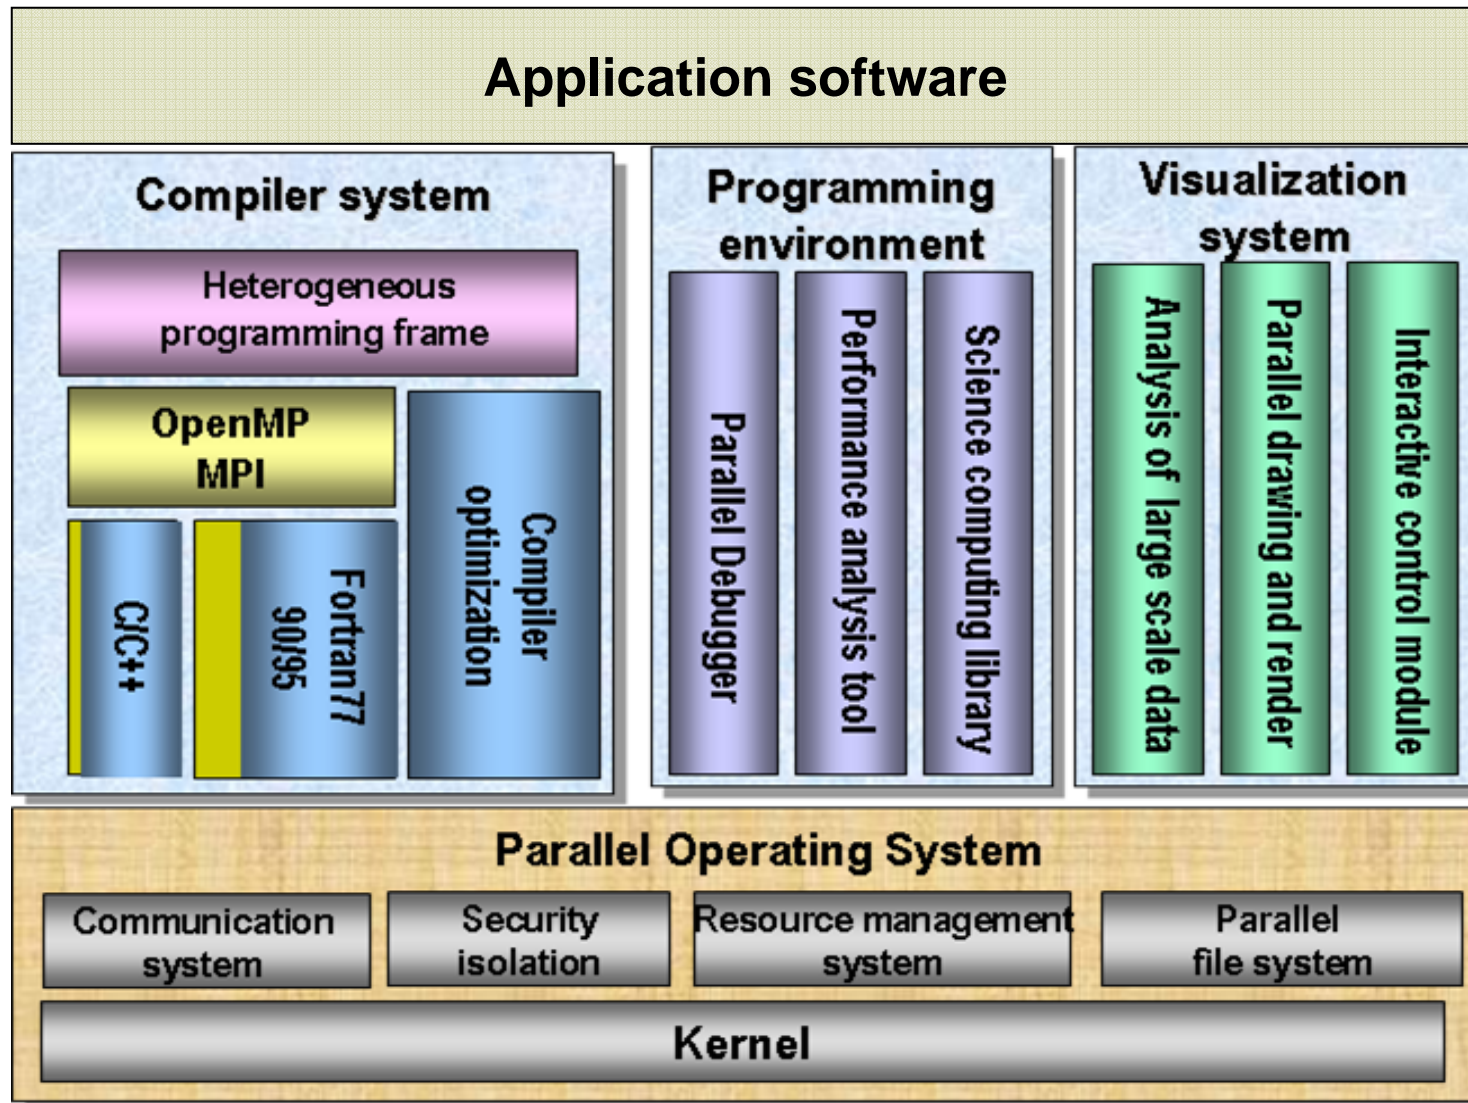 Application software
Compiler system
Heterogeneous
programming frame
OpenMP
MPI
C/C++
Fortran77
90/95
Compiler
optimization
Programming
environment
Parallel Debugger
Performance analysis tool
Science computing library
Visualization
system
Analysis of large scale data
Parallel drawing and render
Interactive control module
Parallel Operating System
Communication
system
Security
isolation
Resource management
system
Parallel
file system
Kernel